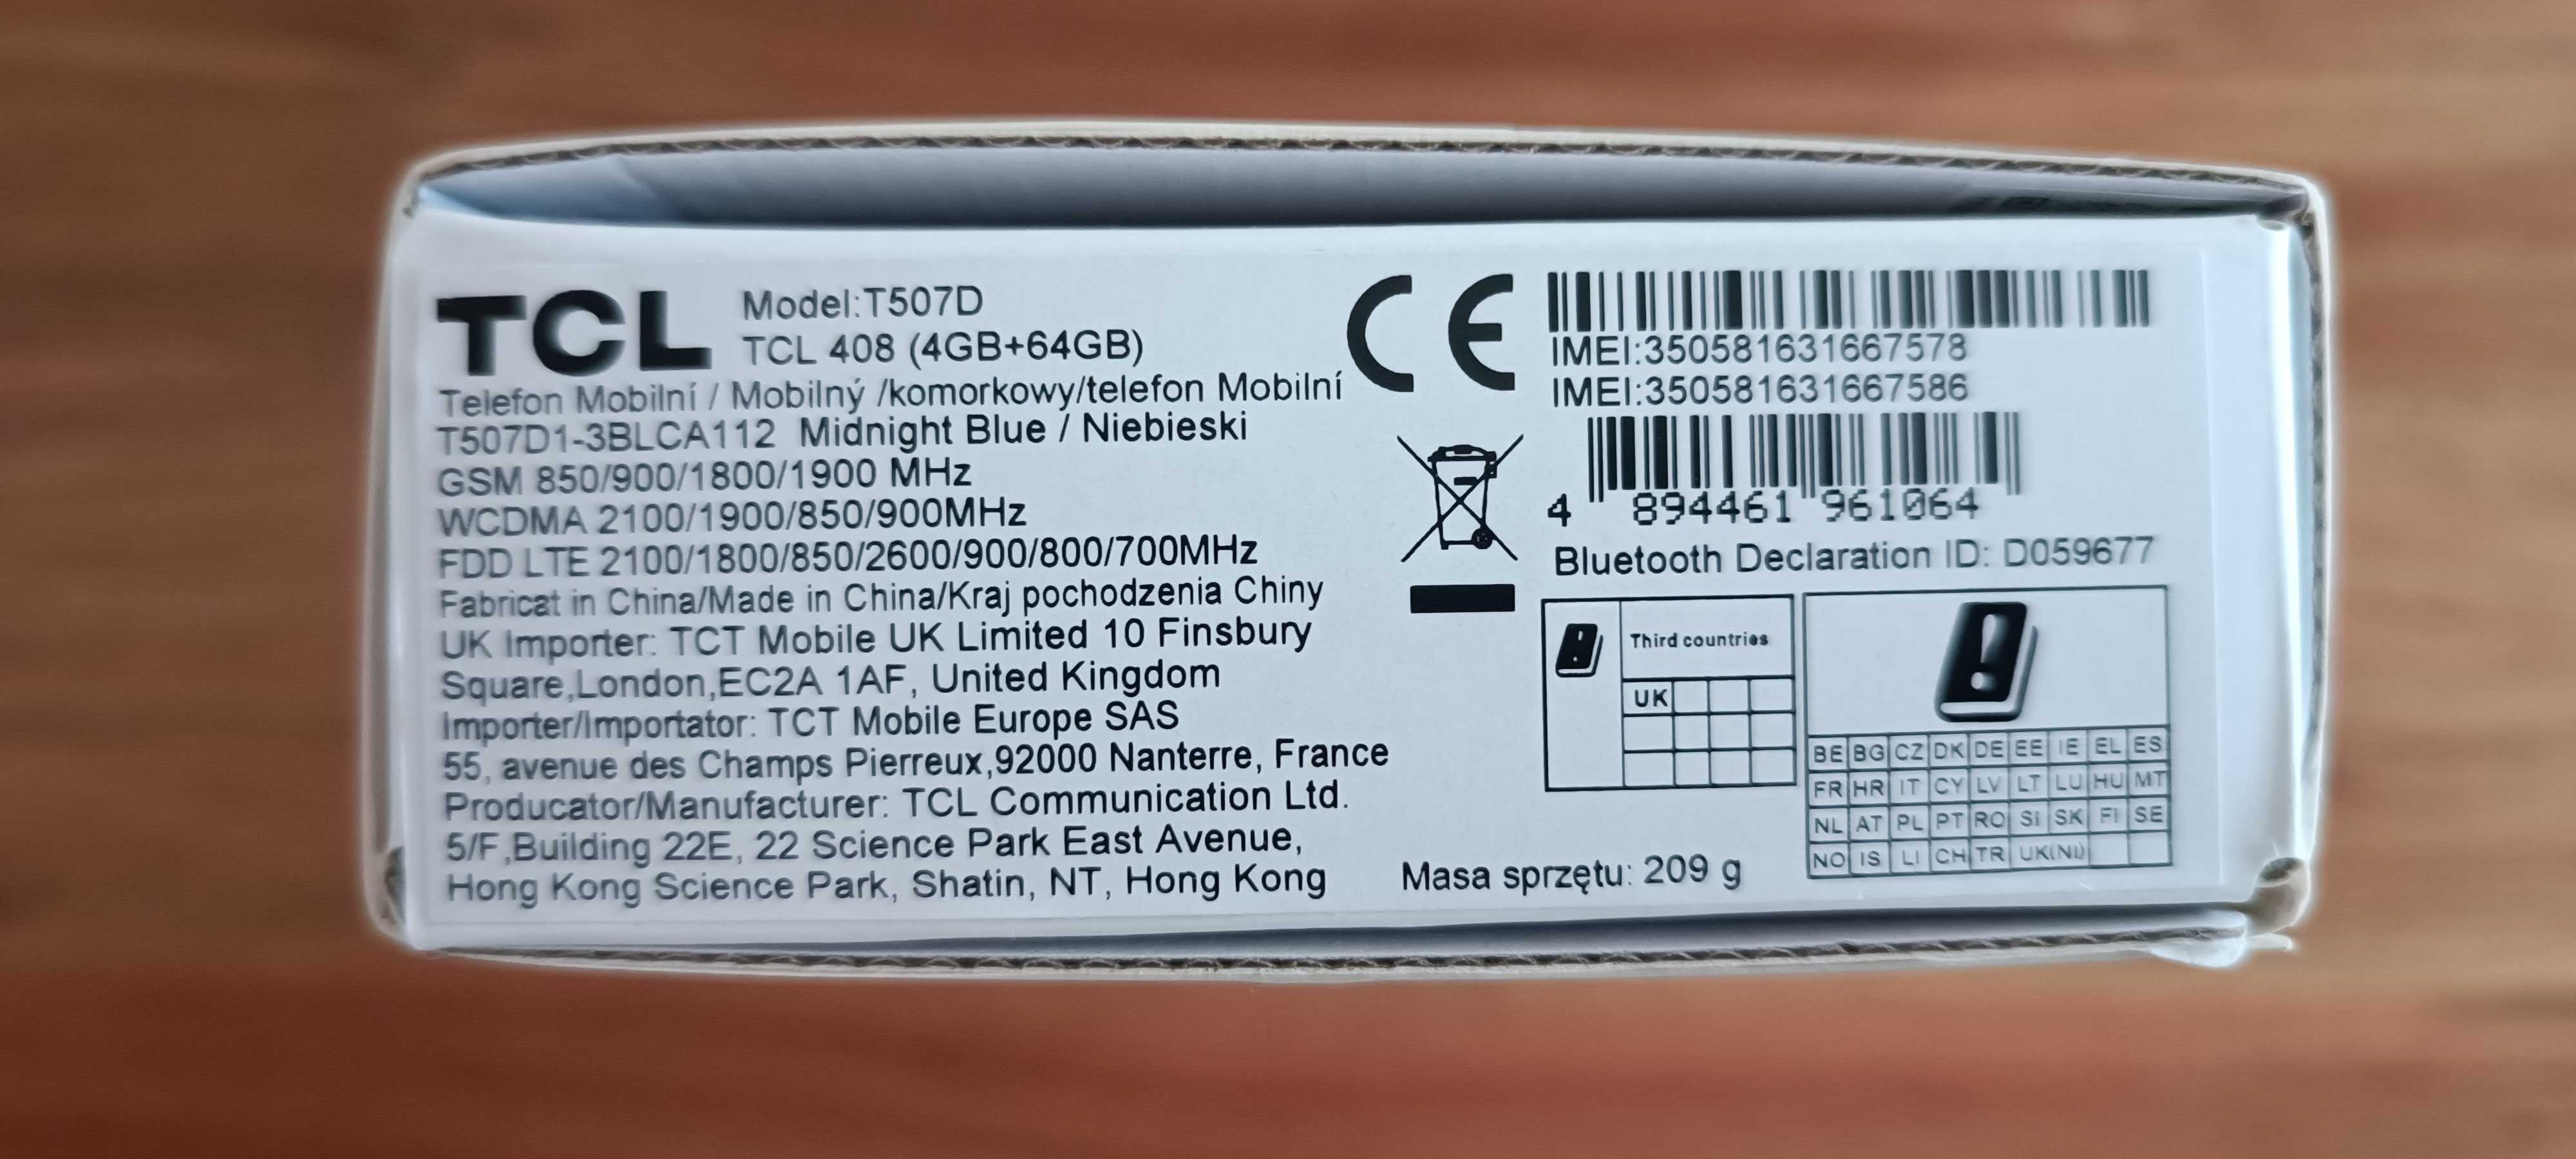 TCL
Model:T507D
TCL 408 (4GB+64GB)
Telefon Mobilní / Mobilný /komorkowy/telefon Mobilní
T507D1-3BLCA112 Midnight Blue / Niebieski
GSM 850/900/1800/1900 MHz
WCDMA 2100/1900/850/900MHz
FDD LTE 2100/1800/850/2600/900/800/700MHz
Fabricat in China/Made in China/Kraj pochodzenia Chiny
UK Importer: TCT Mobile UK Limited 10 Finsbury
Square,London,EC2A 1AF, United Kingdom
Importer/Importator: TCT Mobile Europe SAS
55, avenue des Champs Pierreux,92000 Nanterre, France
Producator/Manufacturer: TCL Communication Ltd.
5/F,Building 22E, 22 Science Park East Avenue,
Hong Kong Science Park, Shatin, NT, Hong Kong
CE
IMEI:350581631667578
IMEI:350581631667586
4 894461 961064
Bluetooth Declaration ID: D059677
Third countries
UK
BE BG CZ DK DE EE IE EL ES
FR HR IT CY LV LT LU HU MT
NL AT PL PT RO SI SK FI SE
NO IS LI CH TR UK(NI)
Masa sprzętu: 209 g